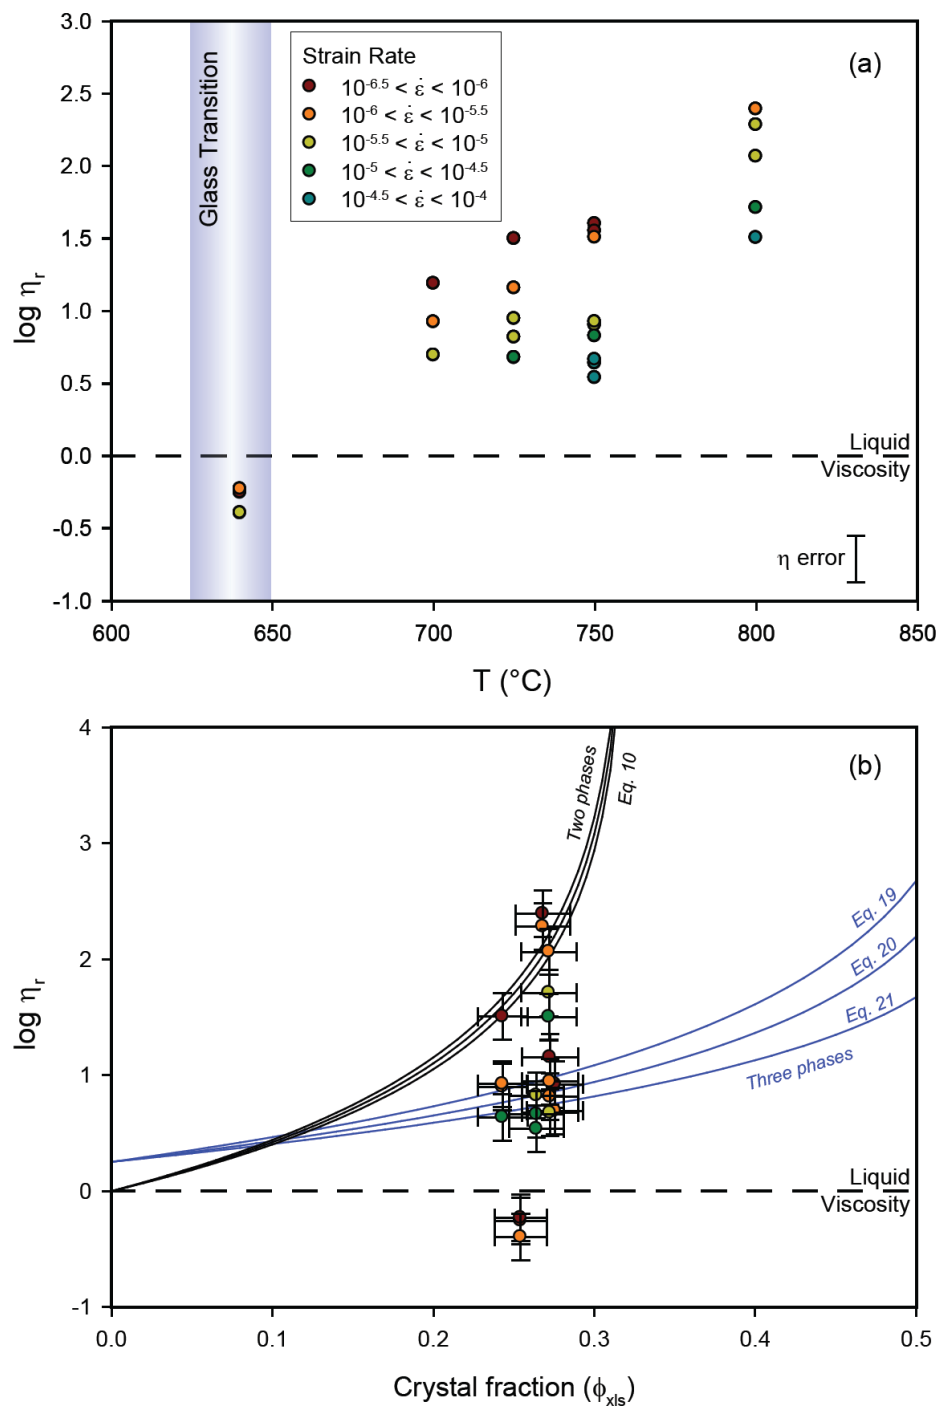 3.0
2.5
2.0
1.5
1.0
0.5
0.0
-0.5
-1.0
log ηr
Glass Transition
Strain Rate
10-6.5 < ε̇ < 10-6
10-6 < ε̇ < 10-5.5
10-5.5 < ε̇ < 10-5
10-5 < ε̇ < 10-4.5
10-4.5 < ε̇ < 10-4
(a)
Liquid
Viscosity
η error
600 650 700 750 800 850
T (°C)
4
3
2
1
0
-1
log ηr
Two phases
Eq. 10
(b)
Eq. 19
Eq. 20
Eq. 21
Three phases
Liquid
Viscosity
0.0 0.1 0.2 0.3 0.4 0.5
Crystal fraction (ϕxls)